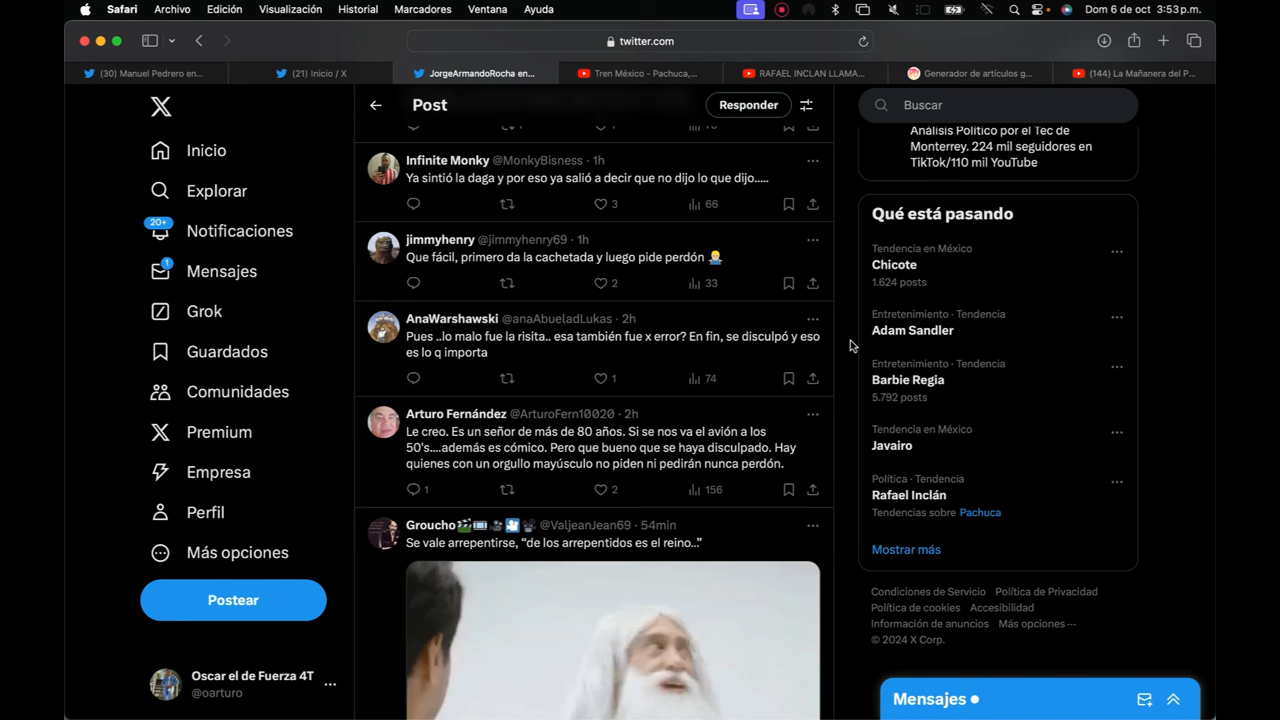 Safari Archivo Edición Visualización Historial Marcadores Ventana Ayuda Dom 6 de oct 3:53 p.m.
twitter.com
(30) Manuel Pedrero en... (21) Inicio / X JorgeArmandoRocha en... Tren México - Pachuca,... RAFAEL INCLAN LLAMA... Generador de artículos g... (144) La Mañanera del P...
Post
Responder
Buscar
Inicio
Explorar
20+
Notificaciones
1
Mensajes
Grok
Guardados
Comunidades
Premium
Empresa
Perfil
Más opciones
Postear
Oscar el de Fuerza 4T
@oarturo
Infinite Monky @MonkyBisness · 1h
Ya sintió la daga y por eso ya salió a decir que no dijo lo que dijo.....
3 66
jimmyhenry @jimmyhenry69 · 1h
Que fácil, primero da la cachetada y luego pide perdón
2 33
AnaWarshawski @anaAbueladLukas · 2h
Pues ..lo malo fue la risita.. esa también fue x error? En fin, se disculpó y eso
es lo q importa
1 74
Arturo Fernández @ArturoFern10020 · 2h
Le creo. Es un señor de más de 80 años. Si se nos va el avión a los
50's....además es cómico. Pero que bueno que se haya disculpado. Hay
quienes con un orgullo mayúsculo no piden ni pedirán nunca perdón.
1 2 156
Groucho @ValjeanJean69 · 54min
Se vale arrepentirse, “de los arrepentidos es el reino...”
Análisis Político por el Tec de
Monterrey. 224 mil seguidores en
TikTok/110 mil YouTube
Qué está pasando
Tendencia en México
Chicote
1.624 posts
Entretenimiento · Tendencia
Adam Sandler
Entretenimiento · Tendencia
Barbie Regia
5.792 posts
Tendencia en México
Javairo
Política · Tendencia
Rafael Inclán
Tendencias sobre Pachuca
Mostrar más
Condiciones de Servicio Política de Privacidad
Política de cookies Accesibilidad
Información de anuncios Más opciones ···
© 2024 X Corp.
Mensajes